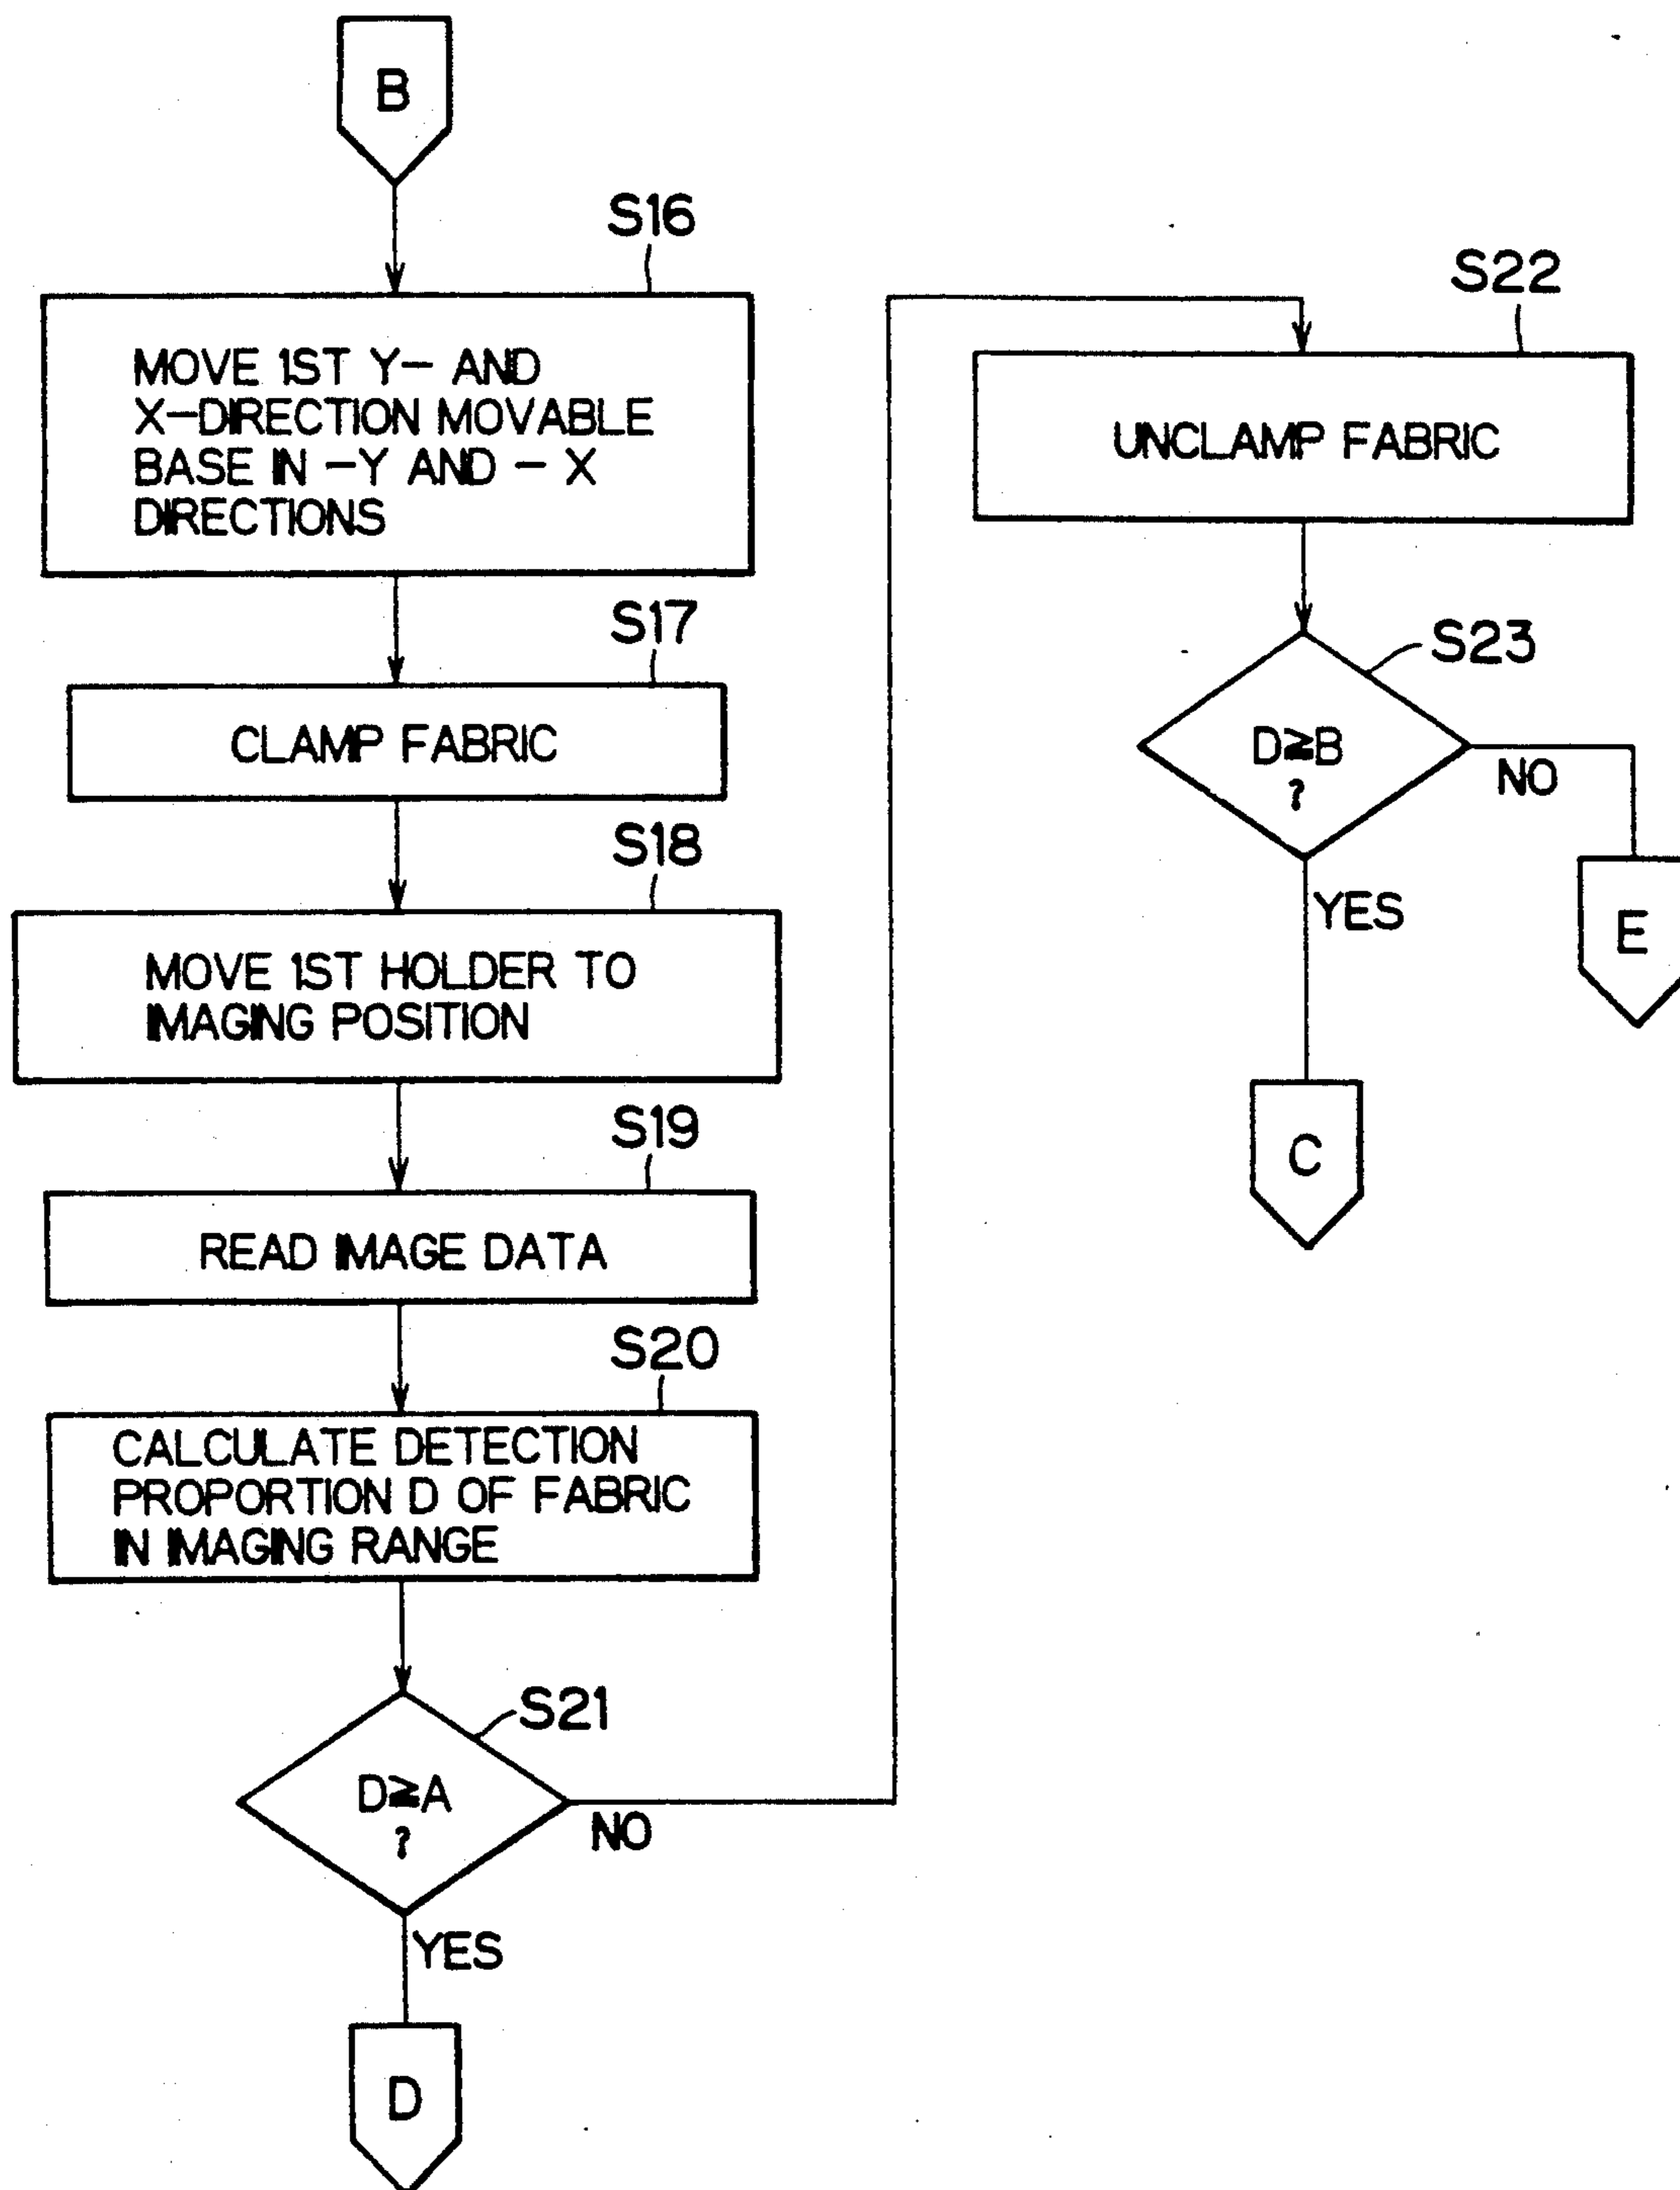 B
S16
MOVE 1ST Y- AND
X-DIRECTION MOVABLE
BASE IN -Y AND - X
DIRECTIONS
S17
CLAMP FABRIC
S18
MOVE 1ST HOLDER TO
IMAGING POSITION
S19
READ IMAGE DATA
S20
CALCULATE DETECTION
PROPORTION D OF FABRIC
IN IMAGING RANGE
S21
D≧A
?
NO
YES
D
S22
UNCLAMP FABRIC
S23
D≧B
?
NO
YES
E
C